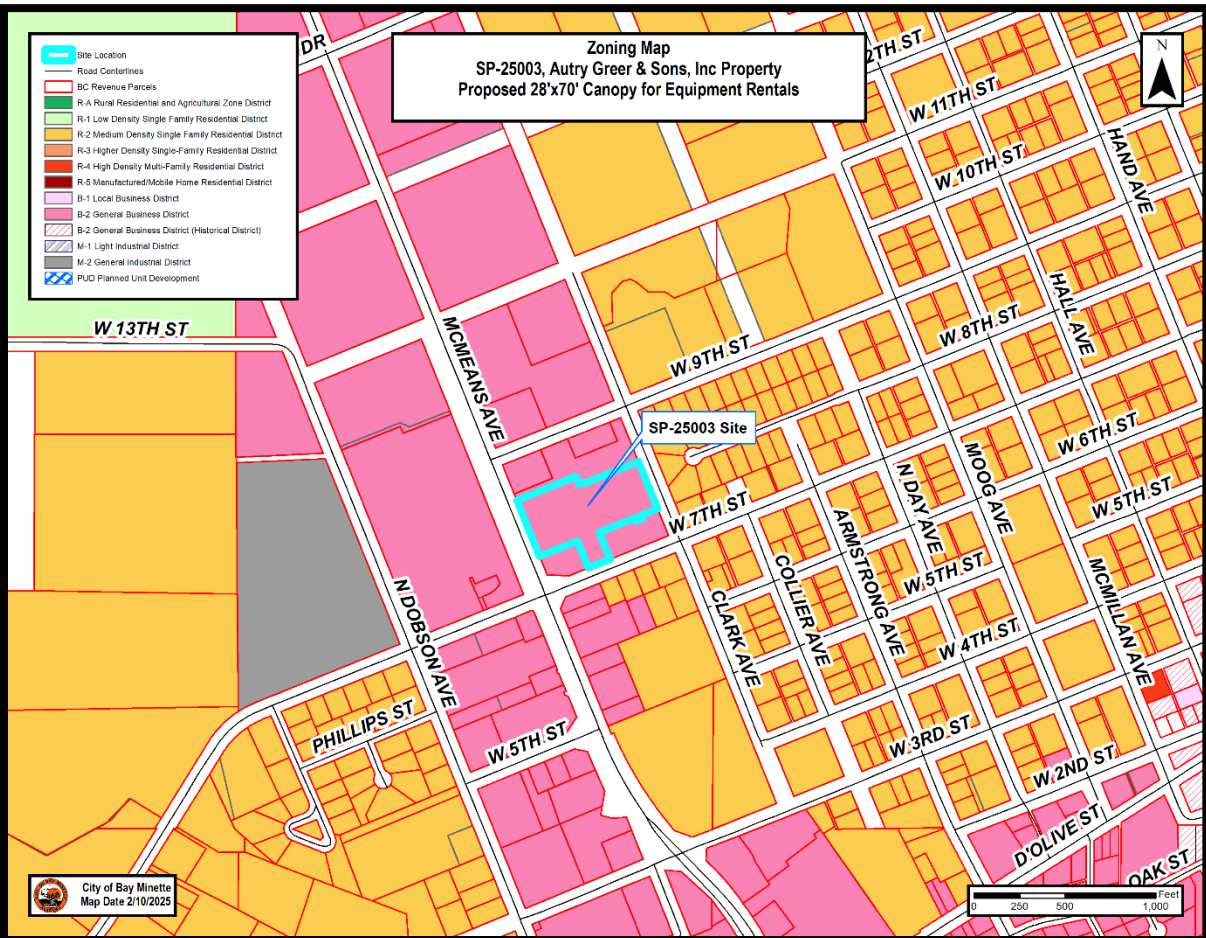 Zoning Map
SP-25003, Autry Greer & Sons, Inc Property
Proposed 28'x70' Canopy for Equipment Rentals
N
Site Location
Road Centerlines
BC Revenue Parcels
R-A Rural Residential and Agricultural Zone District
R-1 Low Density Single Family Residential District
R-2 Medium Density Single Family Residential District
R-3 Higher Density Single-Family Residential District
R-4 High Density Multi-Family Residential District
R-5 Manufactured/Mobile Home Residential District
B-1 Local Business District
B-2 General Business District
B-2 General Business District (Historical District)
M-1 Light Industrial District
M-2 General Industrial District
PUD Planned Unit Development
DR
2TH ST
W 11TH ST
W 10TH ST
HAND AVE
W 13TH ST
MCMEANS AVE
W 9TH ST
W 8TH ST
HALL AVE
SP-25003 Site
W 6TH ST
W 7TH ST
N DAY AVE
MOOG AVE
W 5TH ST
ARMSTRONG AVE
COLLIER AVE
CLARK AVE
W 5TH ST
MCMILLAN AVE
N DOBSON AVE
W 4TH ST
PHILLIPS ST
W 5TH ST
W 3RD ST
W 2ND ST
D'OLIVE ST
OAK ST
City of Bay Minette
Map Date 2/10/2025
Feet
0 250 500 1,000